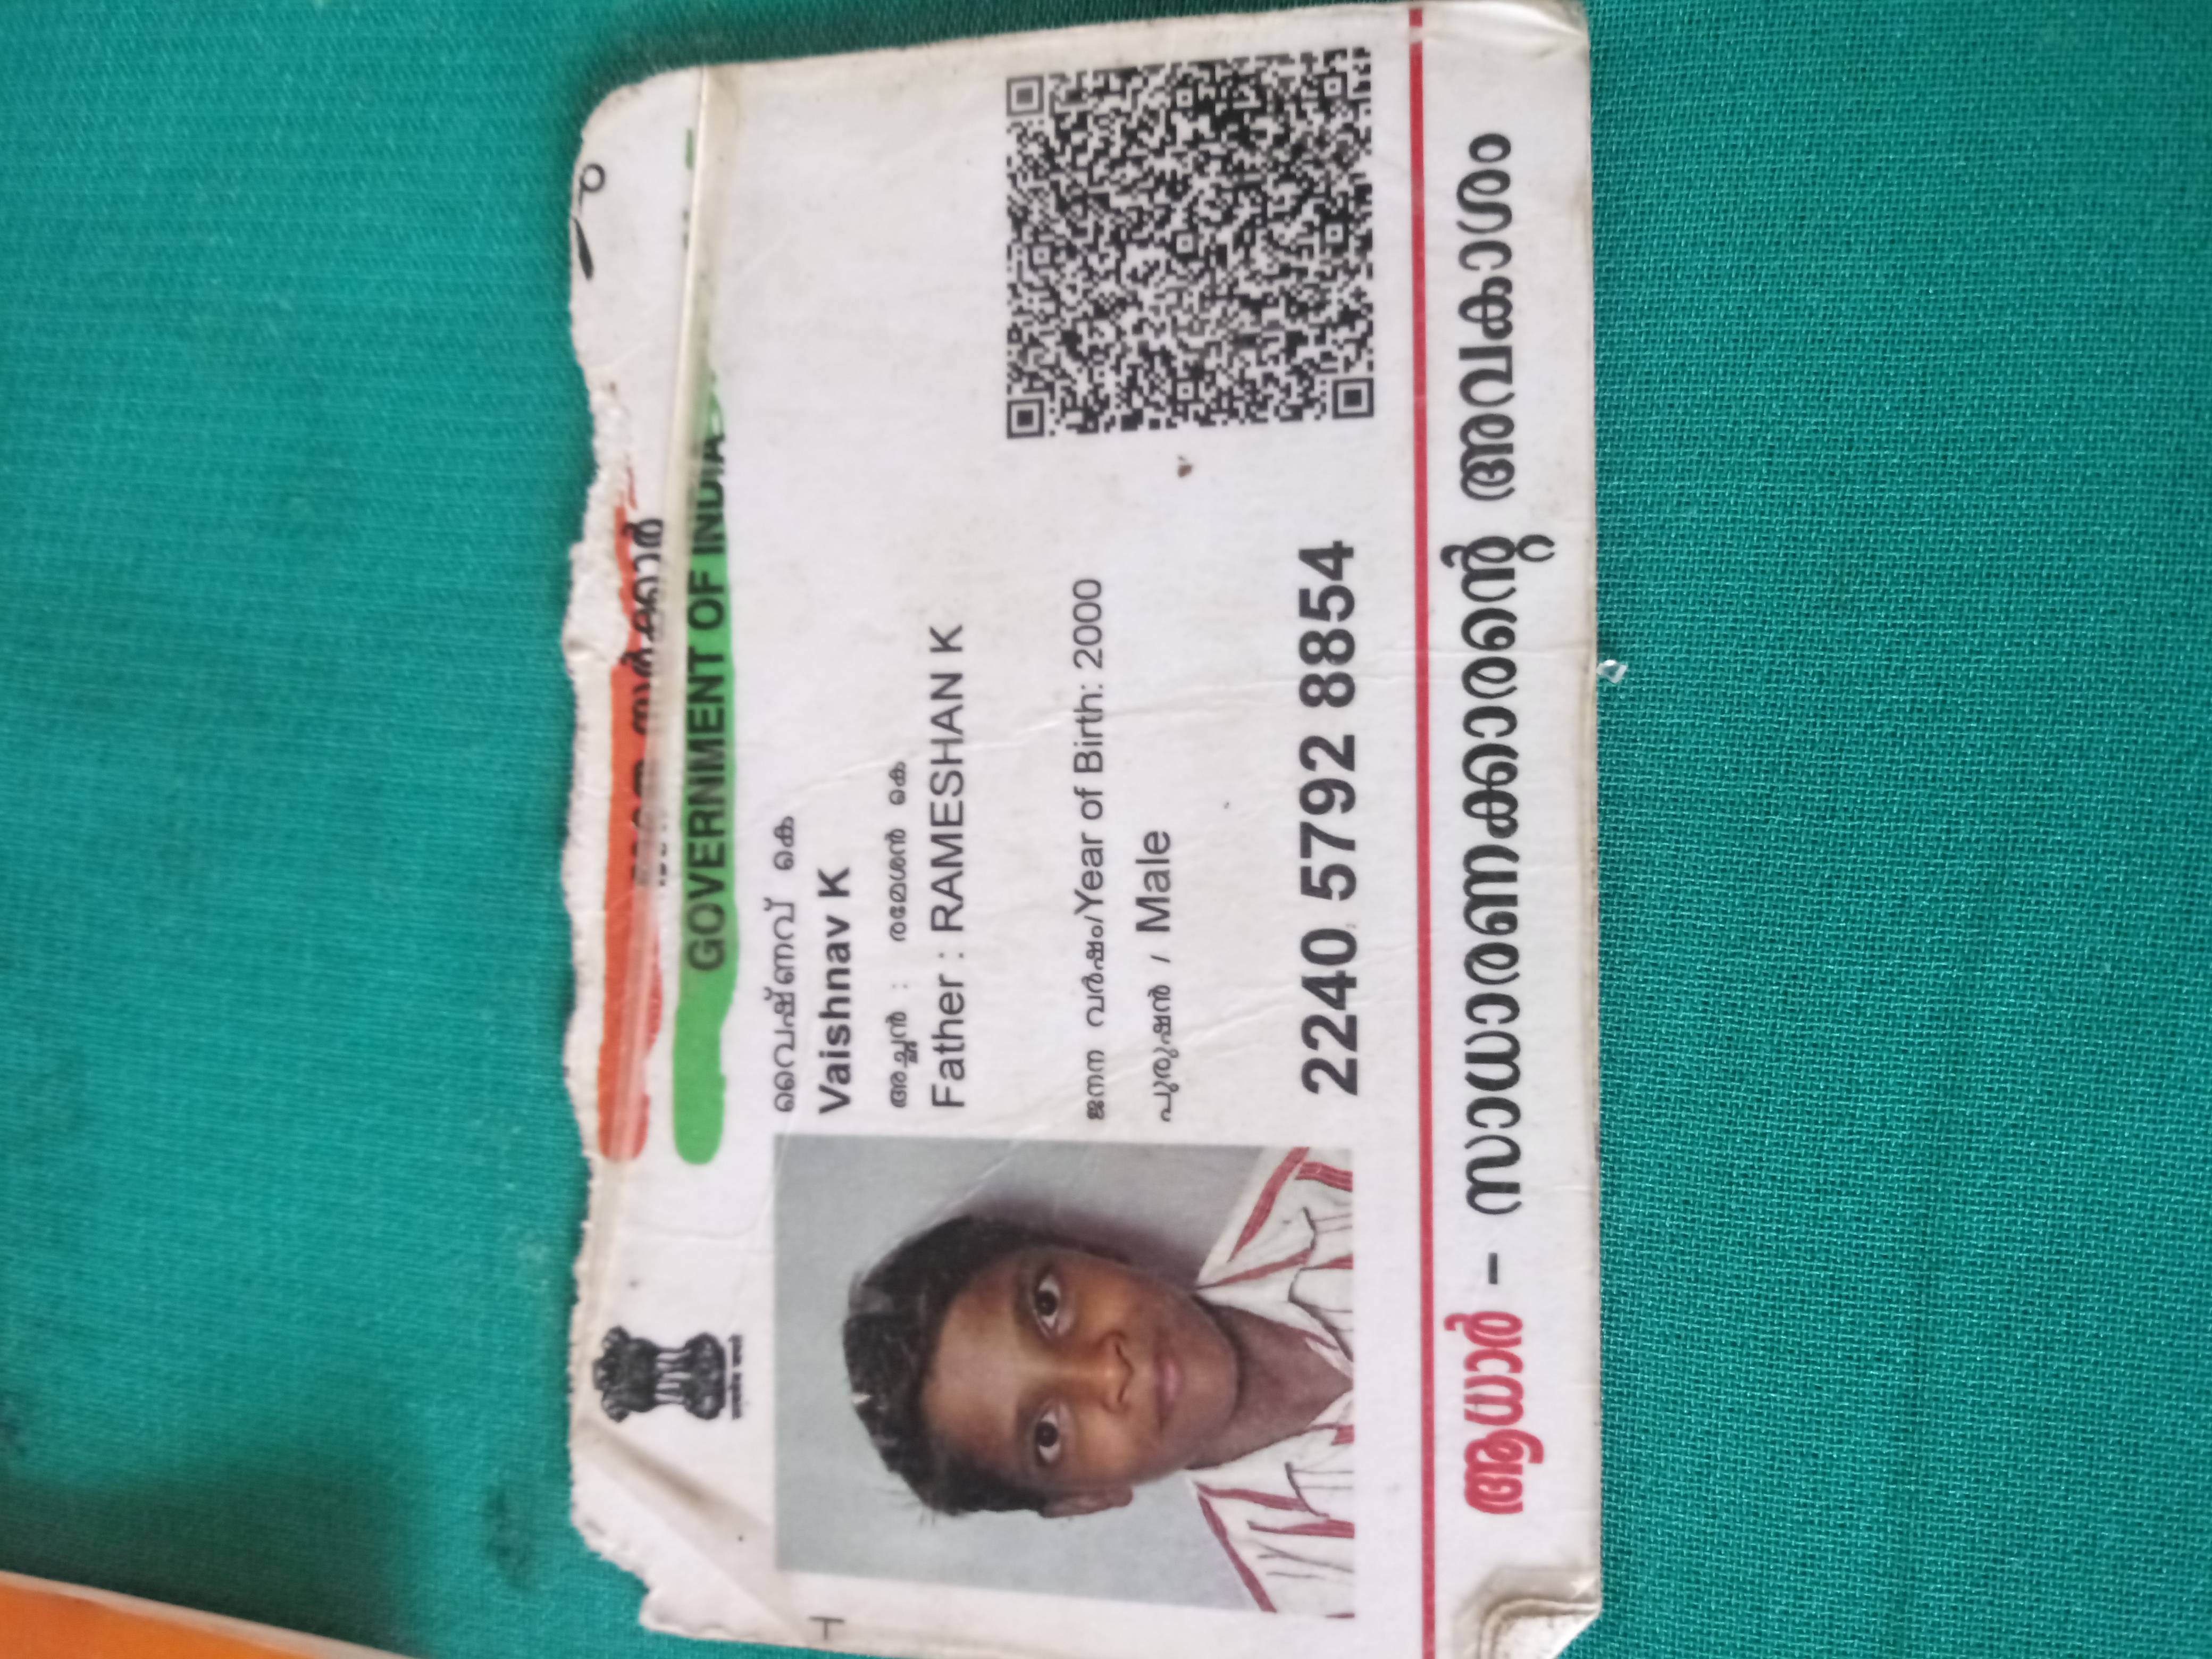 സർക്കാർ
GOVERNMENT OF INDIA
വൈഷ്ണവ് കെ
Vaishnav K
അച്ഛൻ : രമേശൻ കെ
Father : RAMESHAN K
ജനന വർഷം/Year of Birth: 2000
പുരുഷൻ / Male
2240 5792 8854
ആധാർ - സാധാരണക്കാരന്റെ അവകാശം